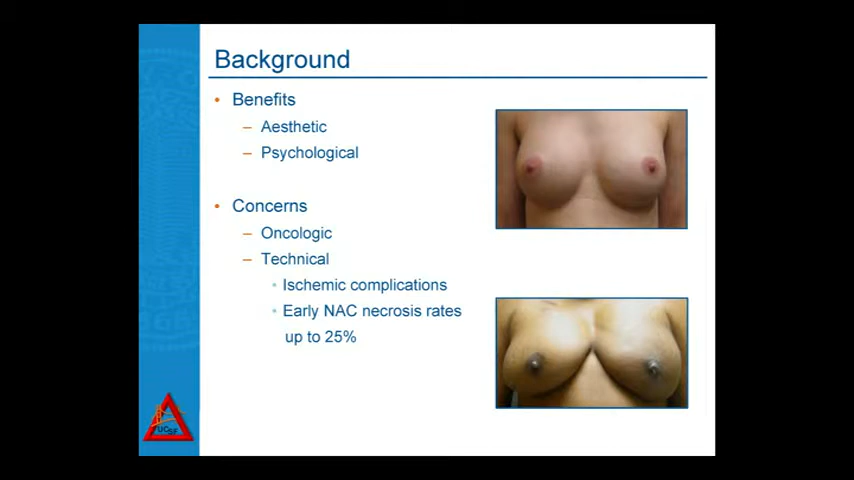 Background
• Benefits
– Aesthetic
– Psychological
• Concerns
– Oncologic
– Technical
• Ischemic complications
• Early NAC necrosis rates
up to 25%
UCSF